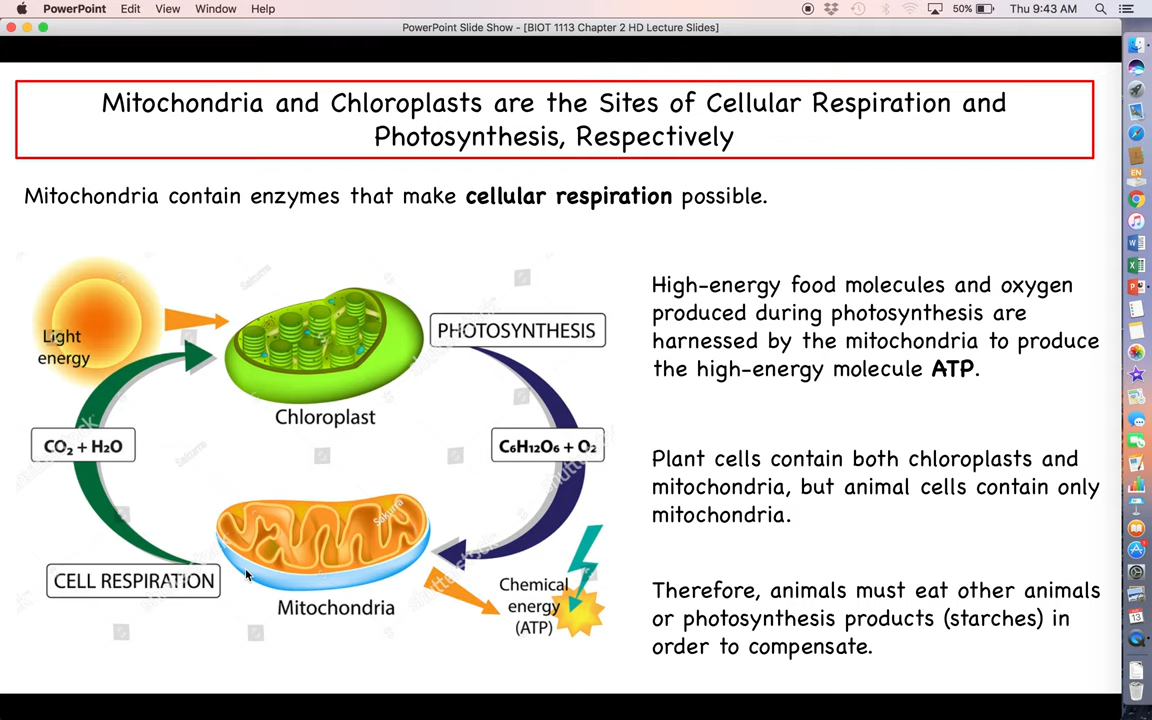 PowerPoint Edit View Window Help 50% Thu 9:43 AM
PowerPoint Slide Show - [BIOT 1113 Chapter 2 HD Lecture Slides]
Mitochondria and Chloroplasts are the Sites of Cellular Respiration and
Photosynthesis, Respectively
Mitochondria contain enzymes that make cellular respiration possible.
Light
energy
PHOTOSYNTHESIS
Chloroplast
CO₂ + H₂O
C₆H₁₂O₆ + O₂
CELL RESPIRATION
Mitochondria
Chemical
energy
(ATP)
High-energy food molecules and oxygen
produced during photosynthesis are
harnessed by the mitochondria to produce
the high-energy molecule ATP.
Plant cells contain both chloroplasts and
mitochondria, but animal cells contain only
mitochondria.
Therefore, animals must eat other animals
or photosynthesis products (starches) in
order to compensate.
Sakura
Sakura
Sakura
EN
13